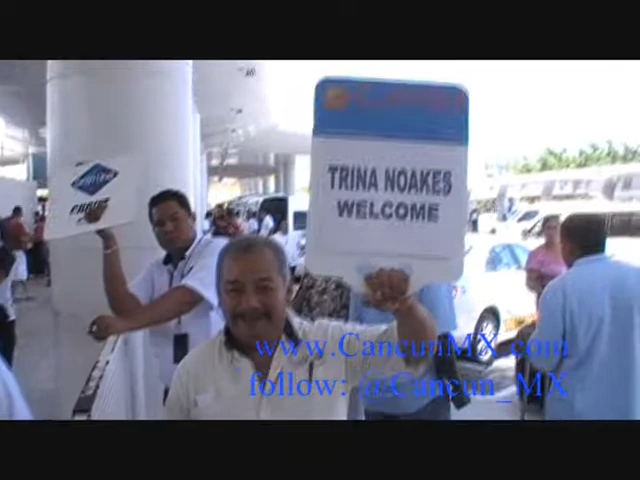 TRINA NOAKES
WELCOME
www.CancunMX.com
follow: @Cancun_MX